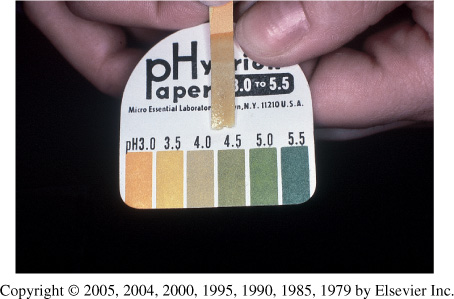 pHydrion
Paper 3.0 TO 5.5
Micro Essential Laborator n, N.Y. 11210 U.S.A.
pH3.0 3.5 4.0 4.5 5.0 5.5
Copyright © 2005, 2004, 2000, 1995, 1990, 1985, 1979 by Elsevier Inc.